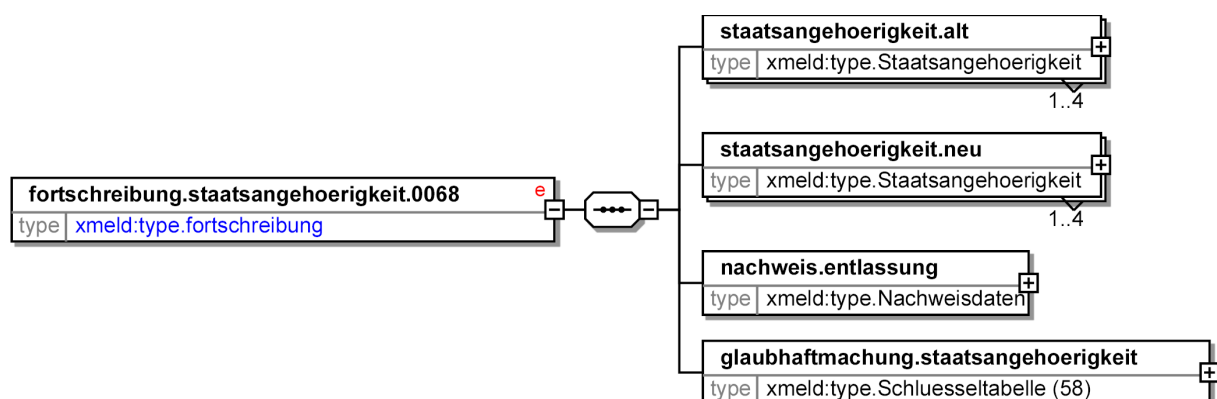 staatsangehoerigkeit.alt
type xmeld:type.Staatsangehoerigkeit
1..4
staatsangehoerigkeit.neu
type xmeld:type.Staatsangehoerigkeit
1..4
fortschreibung.staatsangehoerigkeit.0068 e
type xmeld:type.fortschreibung
nachweis.entlassung
type xmeld:type.Nachweisdaten
glaubhaftmachung.staatsangehoerigkeit
type xmeld:type.Schluesseltabelle (58)